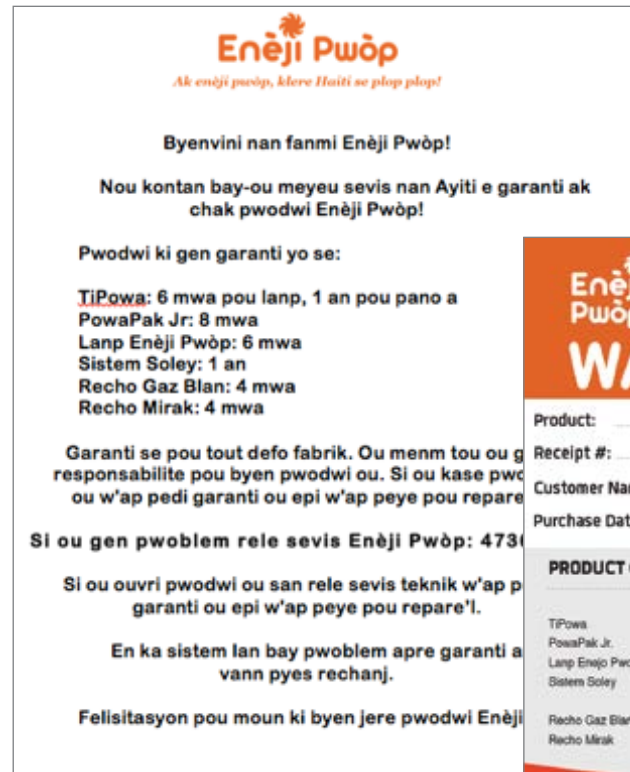 Enèji Pwòp
Ak enèji pwòp, klere Haiti se plop plop!
Byenvini nan fanmi Enèji Pwòp!
Nou kontan bay-ou meyeu sevis nan Ayiti e garanti ak
chak pwodwi Enèji Pwòp!
Pwodwi ki gen garanti yo se:
TiPowa: 6 mwa pou lanp, 1 an pou pano a
PowaPak Jr: 8 mwa
Lanp Enèji Pwòp: 6 mwa
Sistem Soley: 1 an
Recho Gaz Blan: 4 mwa
Recho Mirak: 4 mwa
Garanti se pou tout defo fabrik. Ou menm tou ou
responsabilite pou byen pwodwi ou. Si ou kase
ou w'ap pedi garanti ou epi w'ap peye pou repare
Si ou gen pwoblem rele sevis Enèji Pwòp:
Si ou ouvri pwodwi ou san rele sevis teknik w'ap
garanti ou epi w'ap peye pou repare'l.
En ka sistem lan bay pwoblem apre garanti a
vann pyes rechanj.
Felisitasyon pou moun ki byen jere pwodwi Enèji
Product:
Receipt #:
Customer
Purchase
PRODUCT
TiPowa
PowaPak Jr.
Lanp Enejo
Sistem Soley
Recho Gaz
Recho Mirak